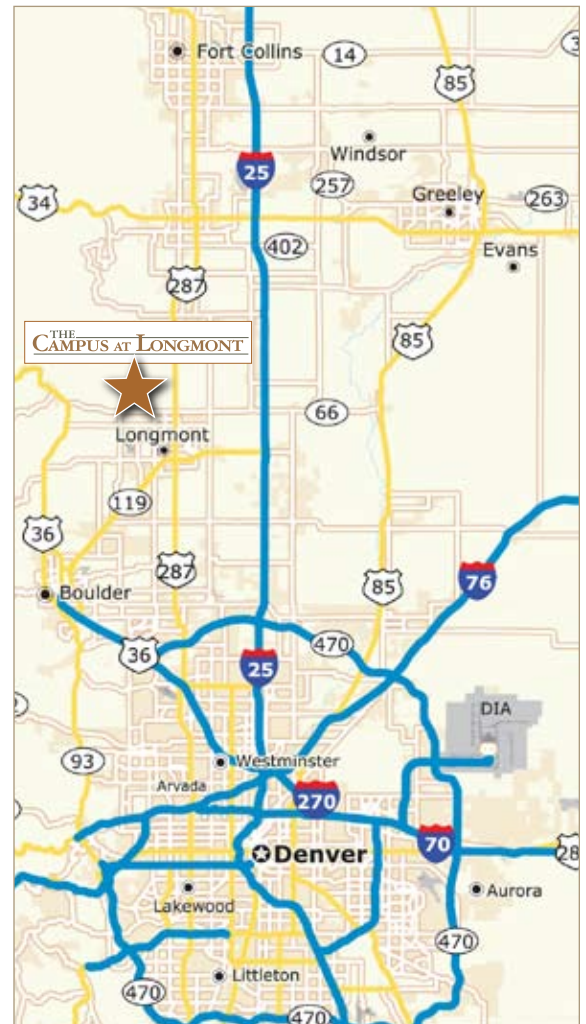 Fort Collins
14
85
25
Windsor
257
Greeley
263
34
402
Evans
287
THE
CAMPUS AT LONGMONT
85
66
Longmont
119
36
287
76
85
Boulder
36
470
25
DIA
93
Westminster
Arvada
270
70
Denver
28
Aurora
Lakewood
470
Littleton
470
470